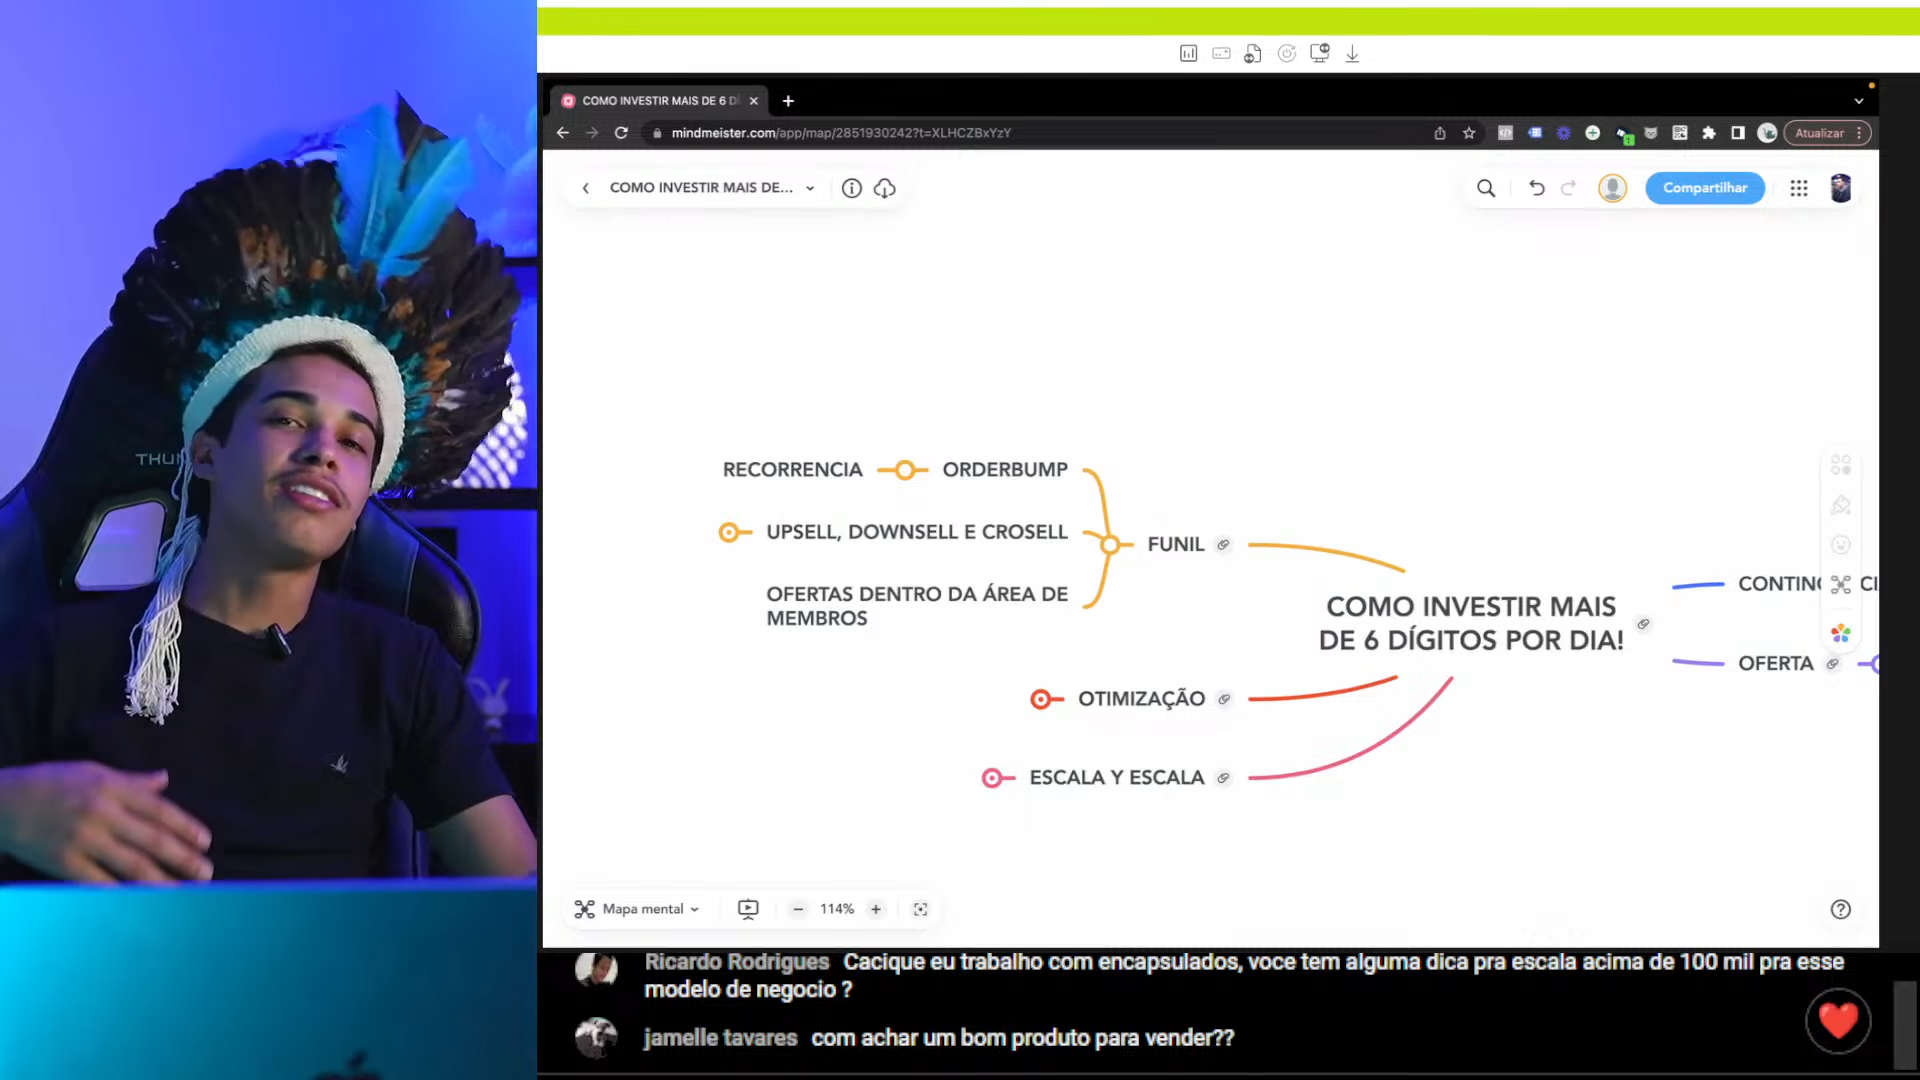 COMO INVESTIR MAIS DE 6 D
mindmeister.com/app/map/2851930242?t=XLHCZBxYzY
Atualizar
COMO INVESTIR MAIS DE...
Compartilhar
THUN
RECORRENCIA
ORDERBUMP
UPSELL, DOWNSELL E CROSELL
OFERTAS DENTRO DA ÁREA DE
MEMBROS
FUNIL
COMO INVESTIR MAIS
DE 6 DÍGITOS POR DIA!
OTIMIZAÇÃO
ESCALA Y ESCALA
OFERTA
Mapa mental
114%
Ricardo Rodrigues Cacique eu trabalho com encapsulados, voce tem alguma dica pra escala acima de 100 mil pra esse
modelo de negocio ?
jamelle tavares com achar um bom produto para vender??